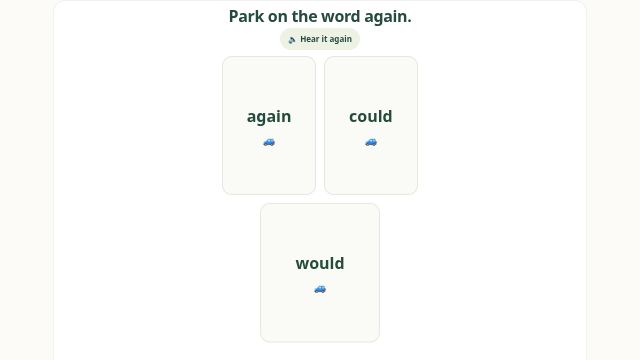 Park on the word again.
🔈 Hear it again
again
could
would